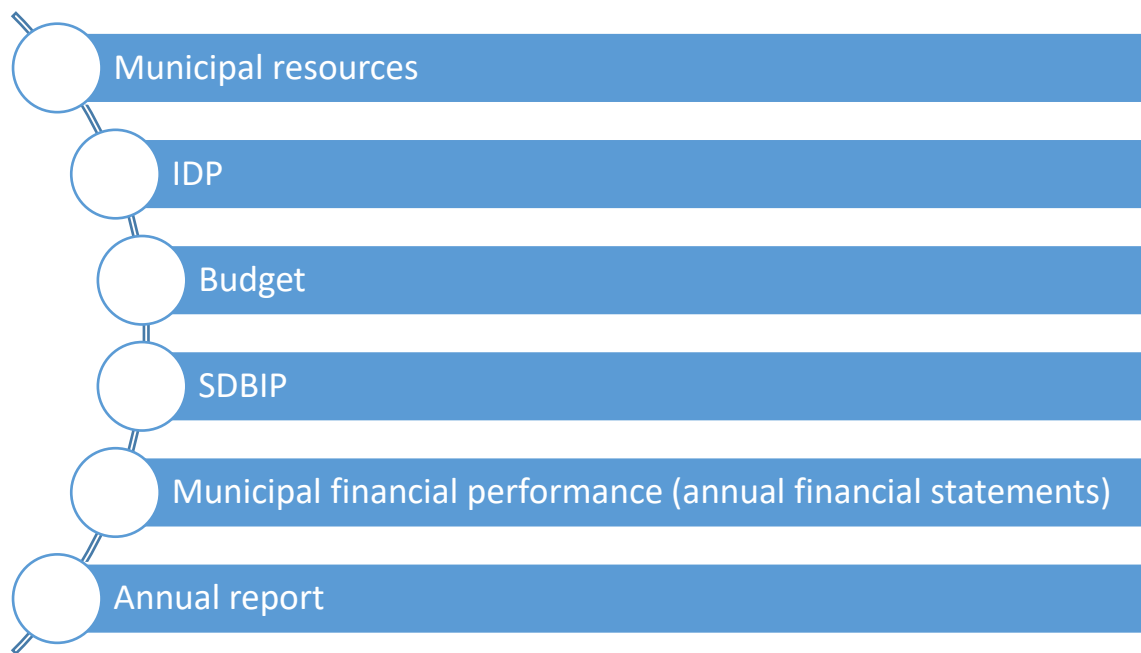 Municipal resources
IDP
Budget
SDBIP
Municipal financial performance (annual financial statements)
Annual report